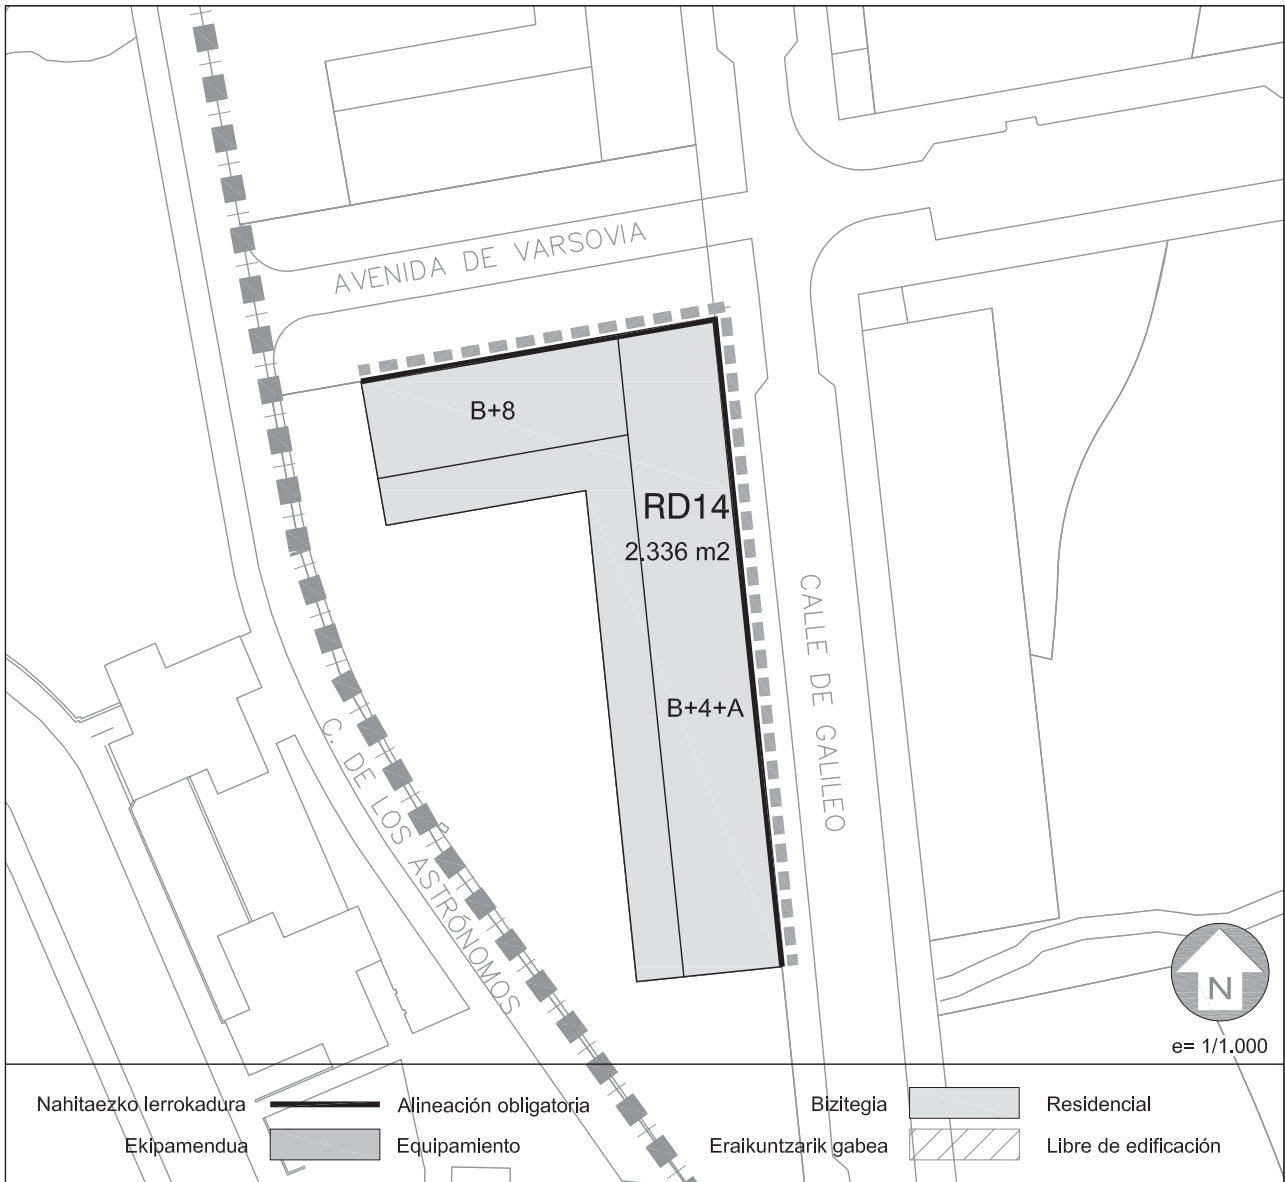 AVENIDA DE VARSOVIA
B+8
RD14
2.336 m2
CALLE DE GALILEO
B+4+A
C. DE LOS ASTRÓNOMOS
N
e= 1/1.000
Nahitaezko lerrokadura Alineación obligatoria Bizitegia Residencial
Ekipamendua Equipamiento Eraikuntzarik gabea Libre de edificación